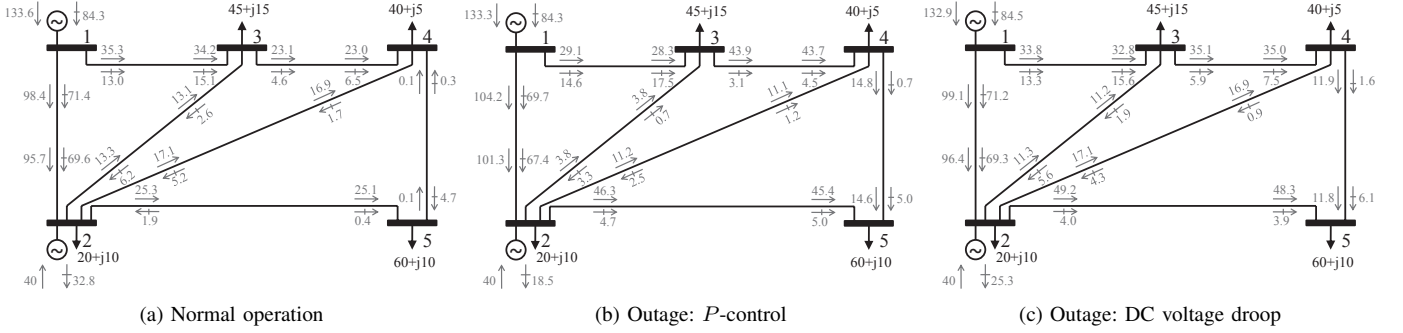 133.6 84.3 45+j15 40+j5
1 35.3 34.2 3 23.1 23.0 4
13.0 15.1 4.6 6.5 0.1 0.3
98.4 71.4 13.1 2.6 16.9 1.7
95.7 69.6 13.3 6.2 17.1 5.2
25.3 25.1 0.1 4.7
1.9 0.4
2 5
20+j10 60+j10
40 32.8
(a) Normal operation
133.3 84.3 45+j15 40+j5
1 29.1 28.3 3 43.9 43.7 4
14.6 17.5 3.1 4.5 14.8 0.7
104.2 69.7 3.8 0.7 11.1 1.2
101.3 67.4 3.8 3.3 11.2 2.5
46.3 45.4 14.6 5.0
4.7 5.0
2 5
20+j10 60+j10
40 18.5
(b) Outage: P-control
132.9 84.5 45+j15 40+j5
1 33.8 32.8 3 35.1 35.0 4
13.3 15.6 5.9 7.5 11.9 1.6
99.1 71.2 11.2 1.9 16.9 0.9
96.4 69.3 11.3 5.6 17.1 4.3
49.2 48.3 11.8 6.1
4.0 3.9
2 5
20+j10 60+j10
40 25.3
(c) Outage: DC voltage droop